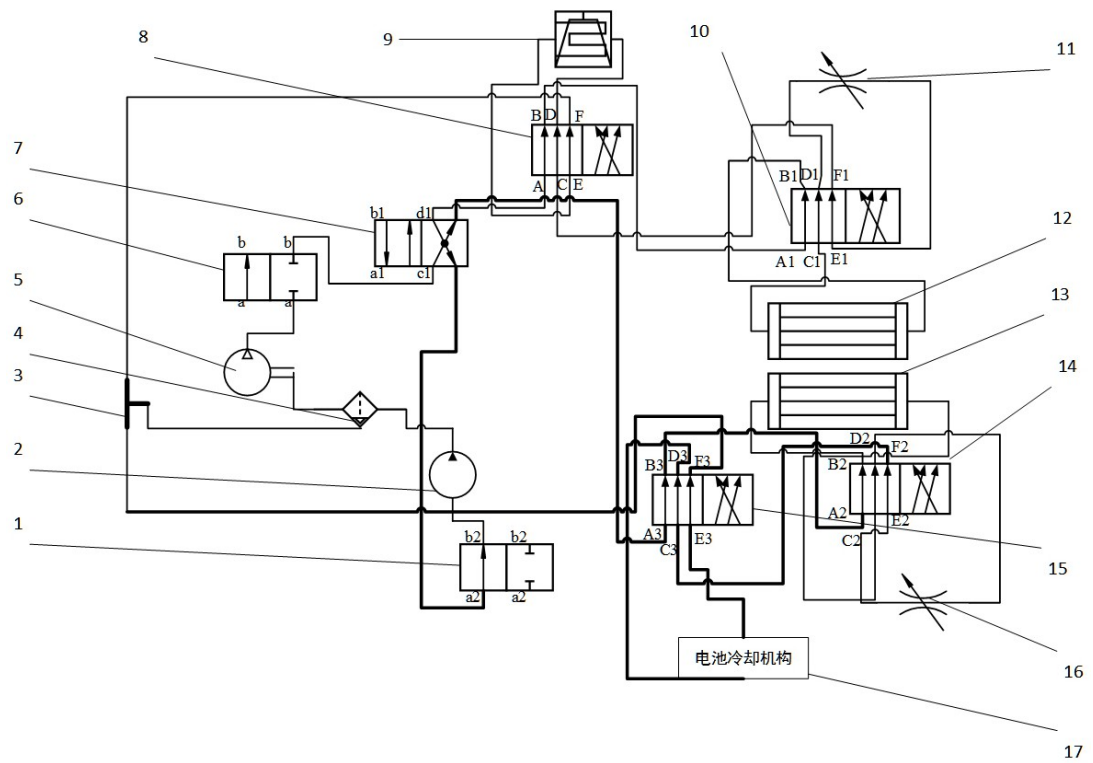 9
10
11
8
B D F
7
A C E
B1 D1 F1
6
b1 d1
12
b b
a1 c1
A1 C1 E1
5
a a
13
4
3
14
D2
2
B3 D3 F3
B2 F2
1
A3 C3 E3
A2 C2 E2
b2 b2
15
a2 a2
电池冷却机构
16
17